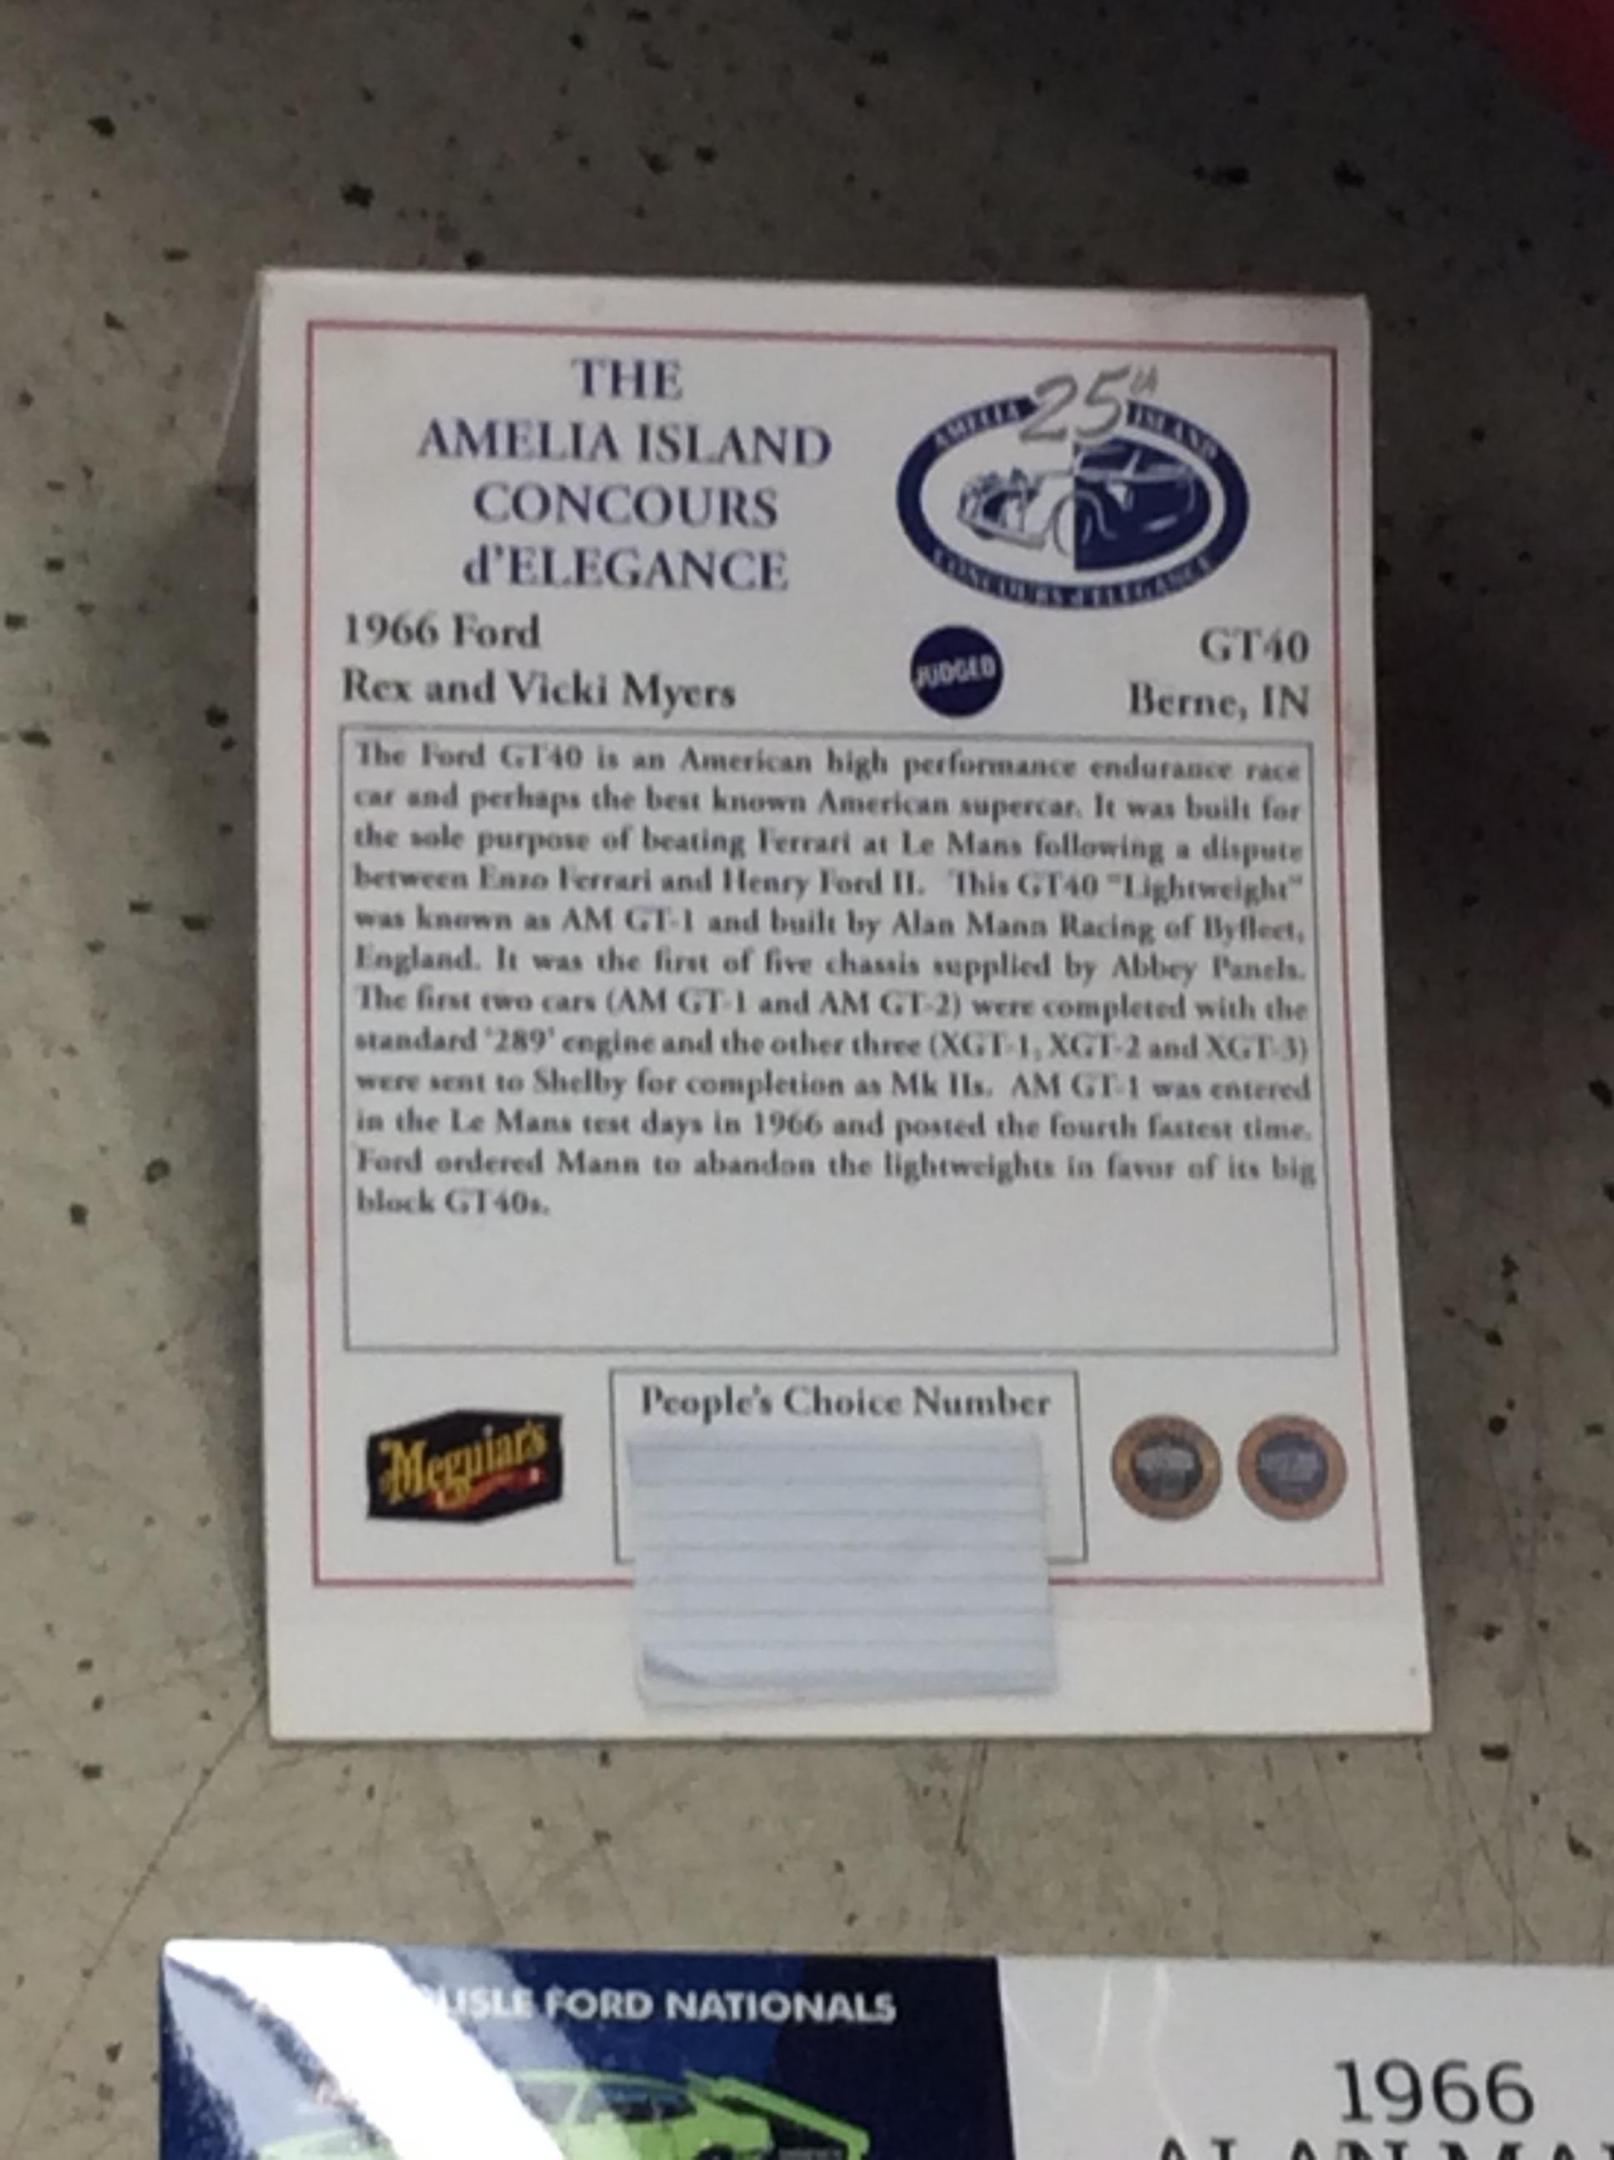 THE
AMELIA ISLAND
CONCOURS
d'ELEGANCE
25th
AMELIA ISLAND
CONCOURS d'ELEGANCE
1966 Ford
GT40
JUDGED
Rex and Vicki Myers
Berne, IN
The Ford GT40 is an American high performance endurance race
car and perhaps the best known American supercar. It was built for
the sole purpose of beating Ferrari at Le Mans following a dispute
between Enzo Ferrari and Henry Ford II. This GT40 "Lightweight"
was known as AM GT-1 and built by Alan Mann Racing of Byfleet,
England. It was the first of five chassis supplied by Abbey Panels.
The first two cars (AM GT-1 and AM GT-2) were completed with the
standard '289' engine and the other three (XGT-1, XGT-2 and XGT-3)
were sent to Shelby for completion as Mk IIs. AM GT-1 was entered
in the Le Mans test days in 1966 and posted the fourth fastest time.
Ford ordered Mann to abandon the lightweights in favor of its big
block GT40s.
People's Choice Number
Meguiar's
FORD NATIONALS
1966